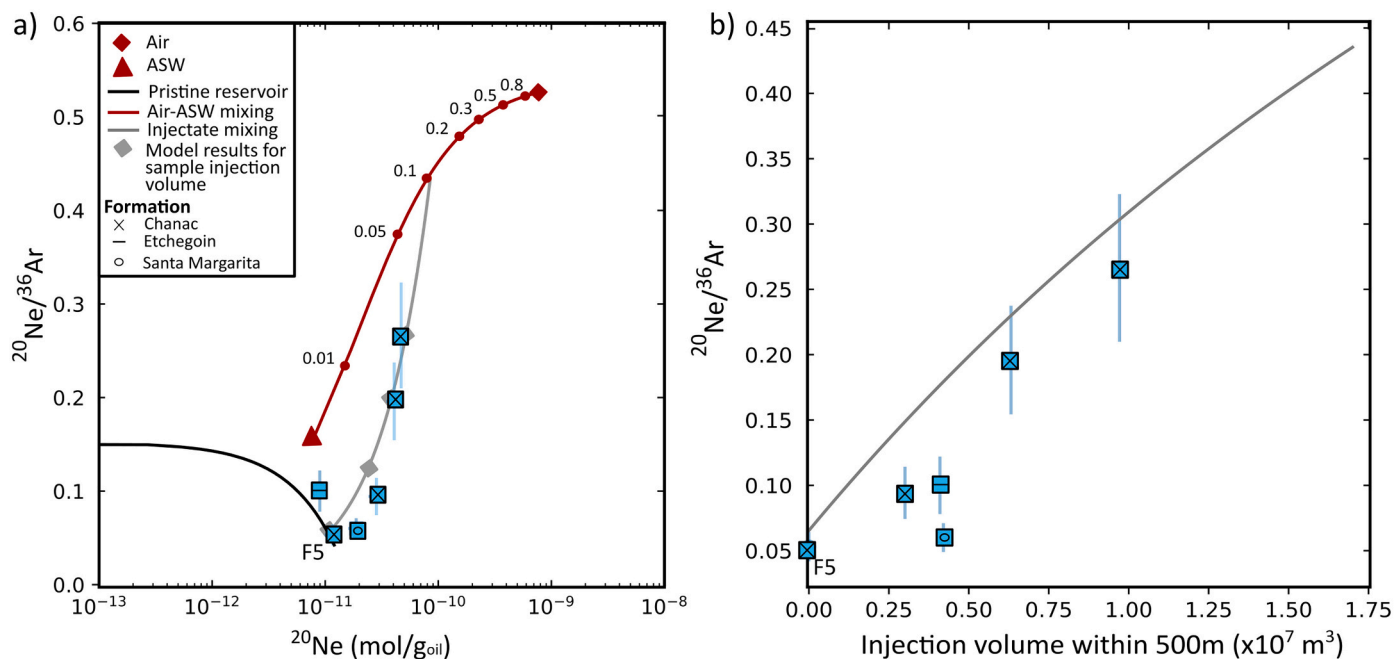 a)
0.6
0.5
0.4
0.3
0.2
0.1
0.0
²⁰Ne/³⁶Ar
Air
ASW
Pristine reservoir
Air-ASW mixing
Injectate mixing
Model results for
sample injection
volume
Formation
Chanac
Etchegoin
Santa Margarita
0.8
0.5
0.3
0.2
0.1
0.05
0.01
F5
10⁻¹³ 10⁻¹² 10⁻¹¹ 10⁻¹⁰ 10⁻⁹ 10⁻⁸
²⁰Ne (mol/gₒᵢₗ)
b)
0.45
0.40
0.35
0.30
0.25
0.20
0.15
0.10
0.05
²⁰Ne/³⁶Ar
F5
0.00 0.25 0.50 0.75 1.00 1.25 1.50 1.75
Injection volume within 500m (x10⁷ m³)